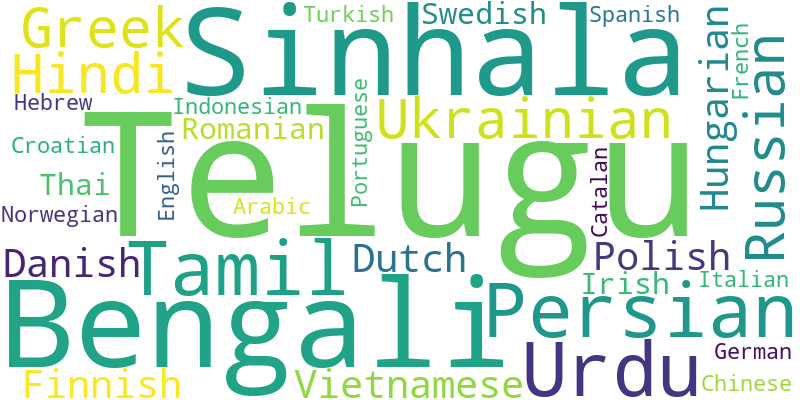 Greek
Sinhala
Turkish
Swedish
Spanish
Hindi
Hebrew
Indonesian
Romanian
Portuguese
Ukrainian
Hungarian
French
Russian
Croatian
Telugu
Thai
English
Arabic
Catalan
Norwegian
Danish
Tamil
Dutch
Polish
Irish
Italian
Bengali
Persian
Urdu
German
Finnish
Vietnamese
Chinese